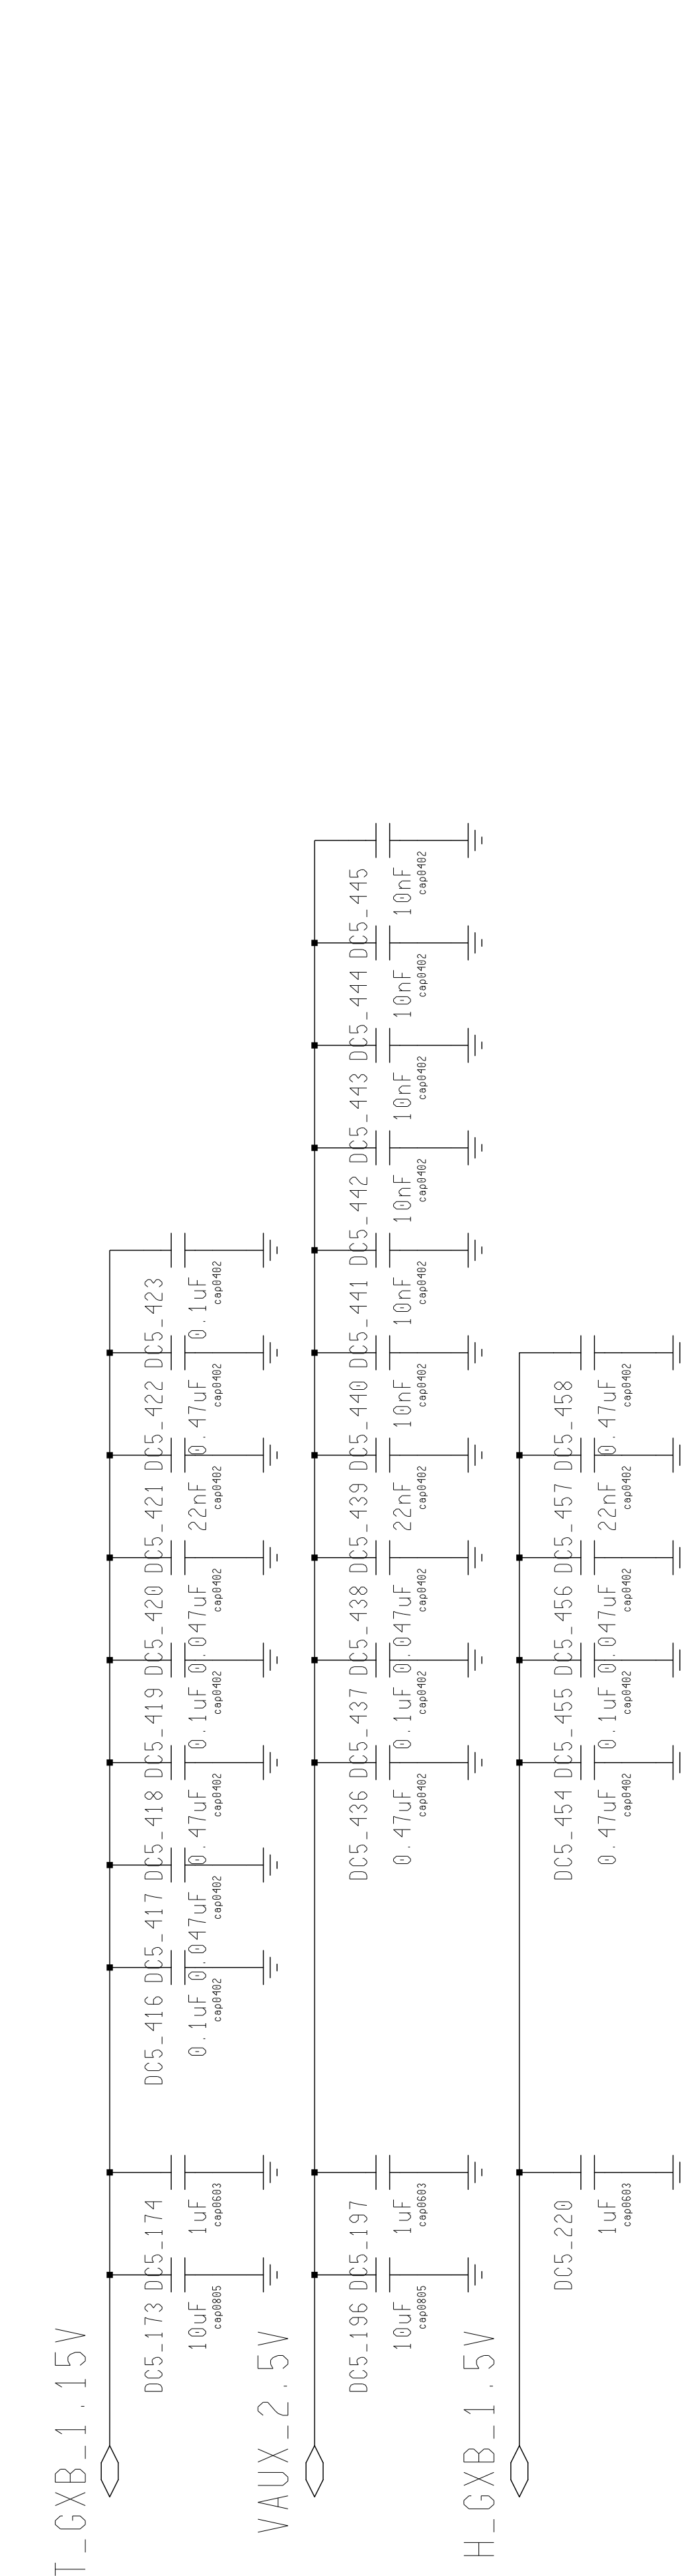 T_GXB_1.15V
DC5_173 DC5_174 DC5_416 DC5_417 DC5_418 DC5_419 DC5_420 DC5_421 DC5_422 DC5_423
10uF 1uF 0.1uF 0.047uF 0.47uF 0.1uF 0.047uF 22nF 0.47uF 0.1uF
cap0805 cap0603 cap0402 cap0402 cap0402 cap0402 cap0402 cap0402 cap0402 cap0402
VAUX_2.5V
DC5_196 DC5_197 DC5_436 DC5_437 DC5_438 DC5_439 DC5_440 DC5_441 DC5_442 DC5_443 DC5_444 DC5_445
10uF 1uF 0.47uF 0.1uF 0.047uF 22nF 10nF 10nF 10nF 10nF 10nF 10nF
cap0805 cap0603 cap0402 cap0402 cap0402 cap0402 cap0402 cap0402 cap0402 cap0402 cap0402 cap0402
H_GXB_1.5V
DC5_220 DC5_454 DC5_455 DC5_456 DC5_457 DC5_458
1uF 0.47uF 0.1uF 0.047uF 22nF 0.47uF
cap0603 cap0402 cap0402 cap0402 cap0402 cap0402